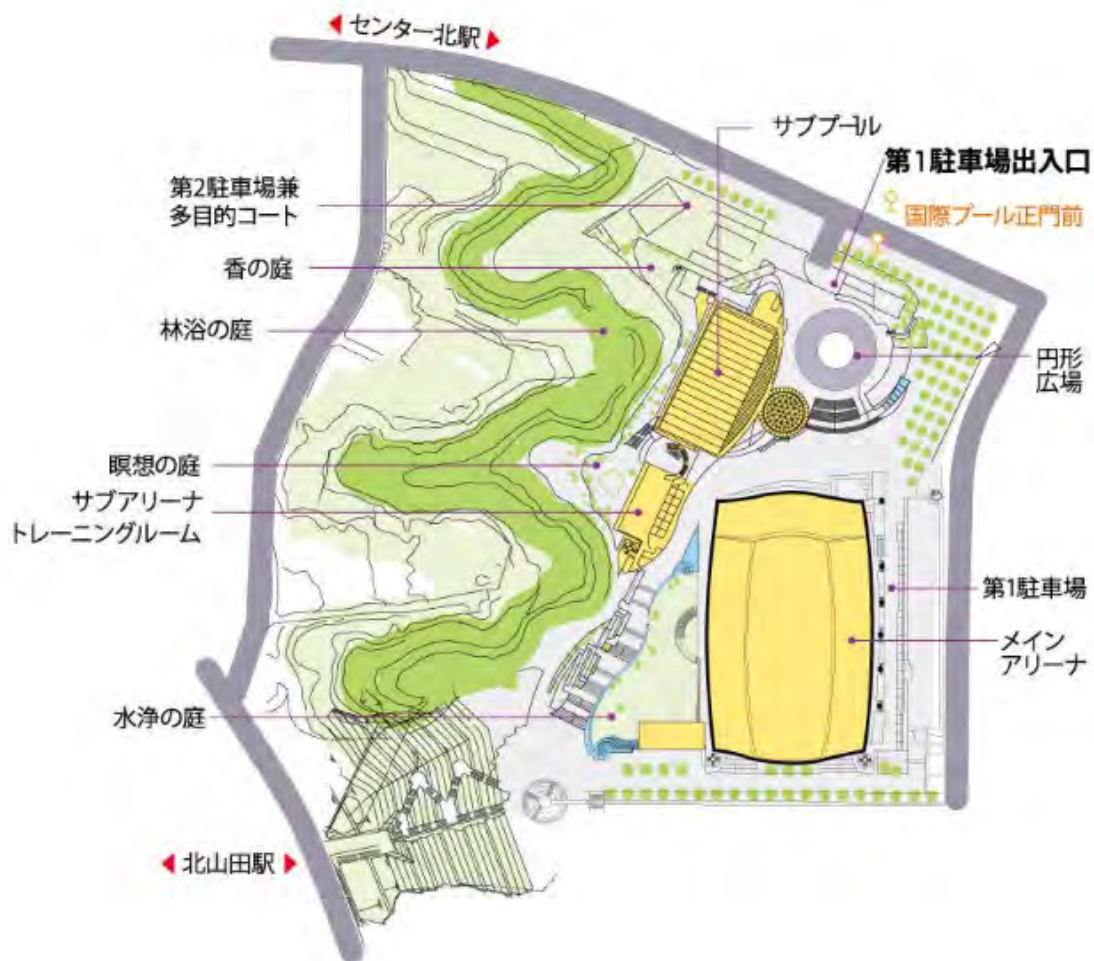 センター北駅
サブプール
第1駐車場出入口
国際プール正門前
第2駐車場兼
多目的コート
香の庭
林浴の庭
円形
広場
瞑想の庭
サブアリーナ
トレーニングルーム
第1駐車場
メイン
アリーナ
水浄の庭
北山田駅